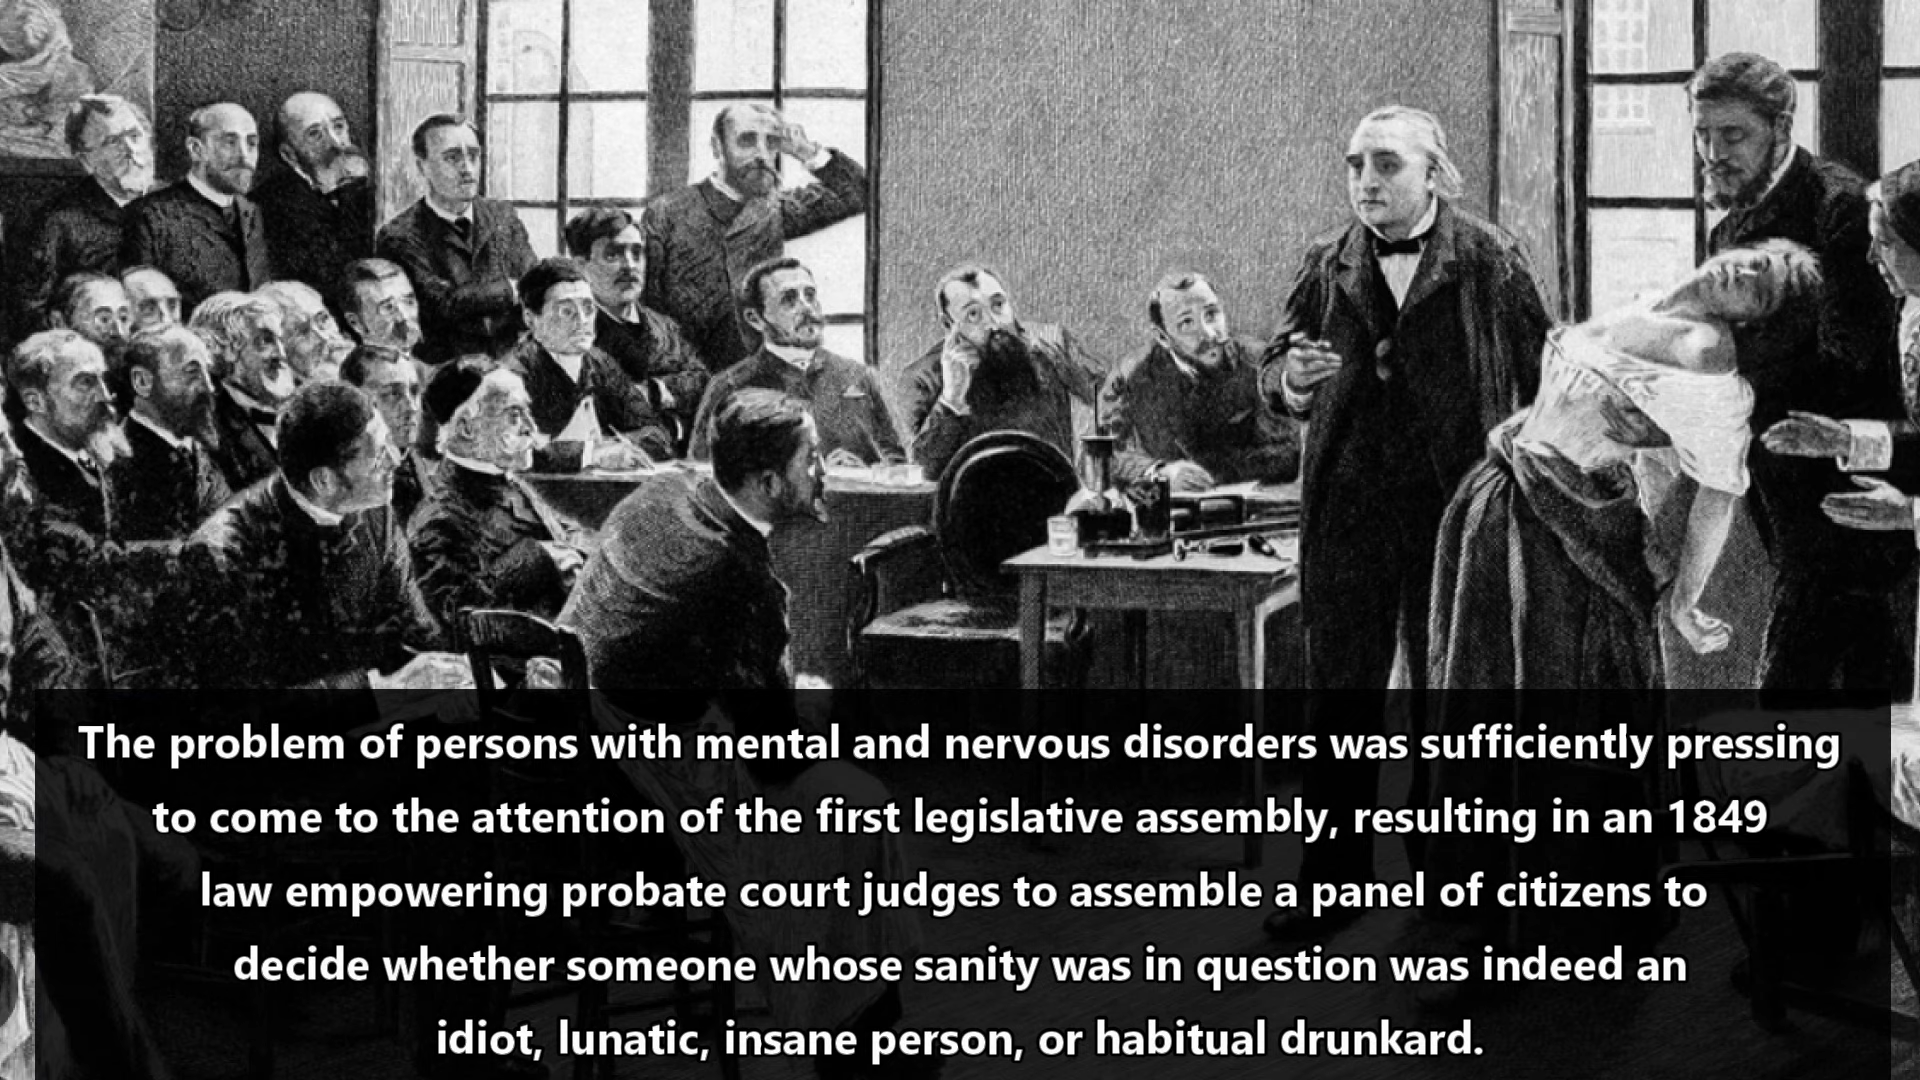 The problem of persons with mental and nervous disorders was sufficiently pressing
to come to the attention of the first legislative assembly, resulting in an 1849
law empowering probate court judges to assemble a panel of citizens to
decide whether someone whose sanity was in question was indeed an
idiot, lunatic, insane person, or habitual drunkard.